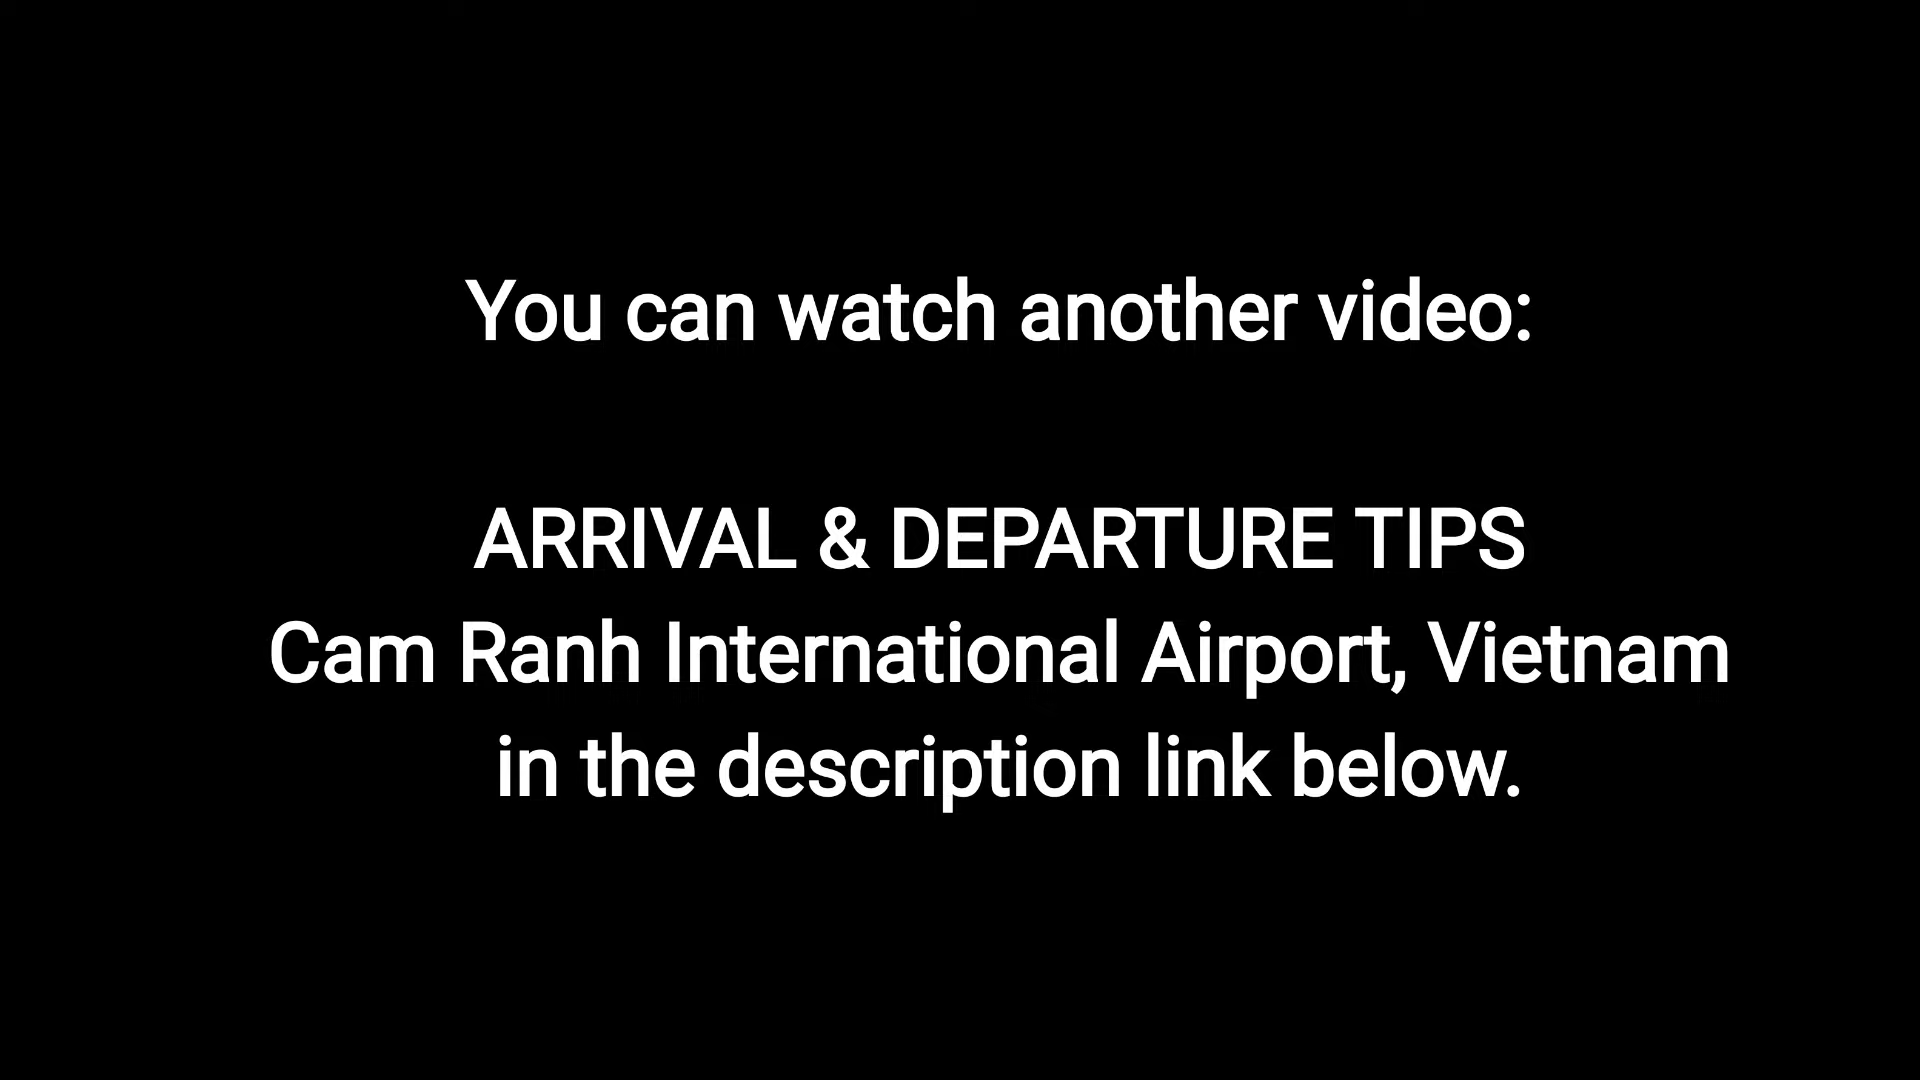 You can watch another video:
ARRIVAL & DEPARTURE TIPS
Cam Ranh International Airport, Vietnam
in the description link below.